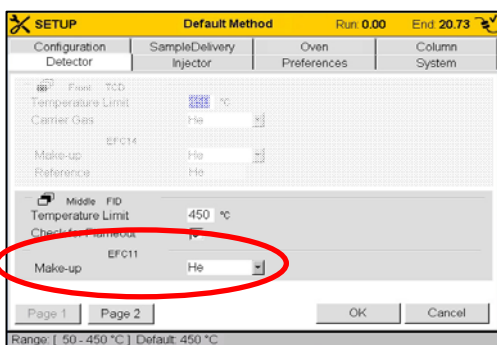 SETUP Default Method Run: 0.00 End: 20.73
Configuration SampleDelivery Oven Column
Detector Injector Preferences System
Front TCD
Temperature Limit °C
Carrier Gas He
EFC14
Make-up He
Reference He
Middle FID
Temperature Limit 450 °C
Check for Flameout
EFC11
Make-up He
Page 1 Page 2 OK Cancel
Range: [ 50 - 450 °C ] Default: 450 °C